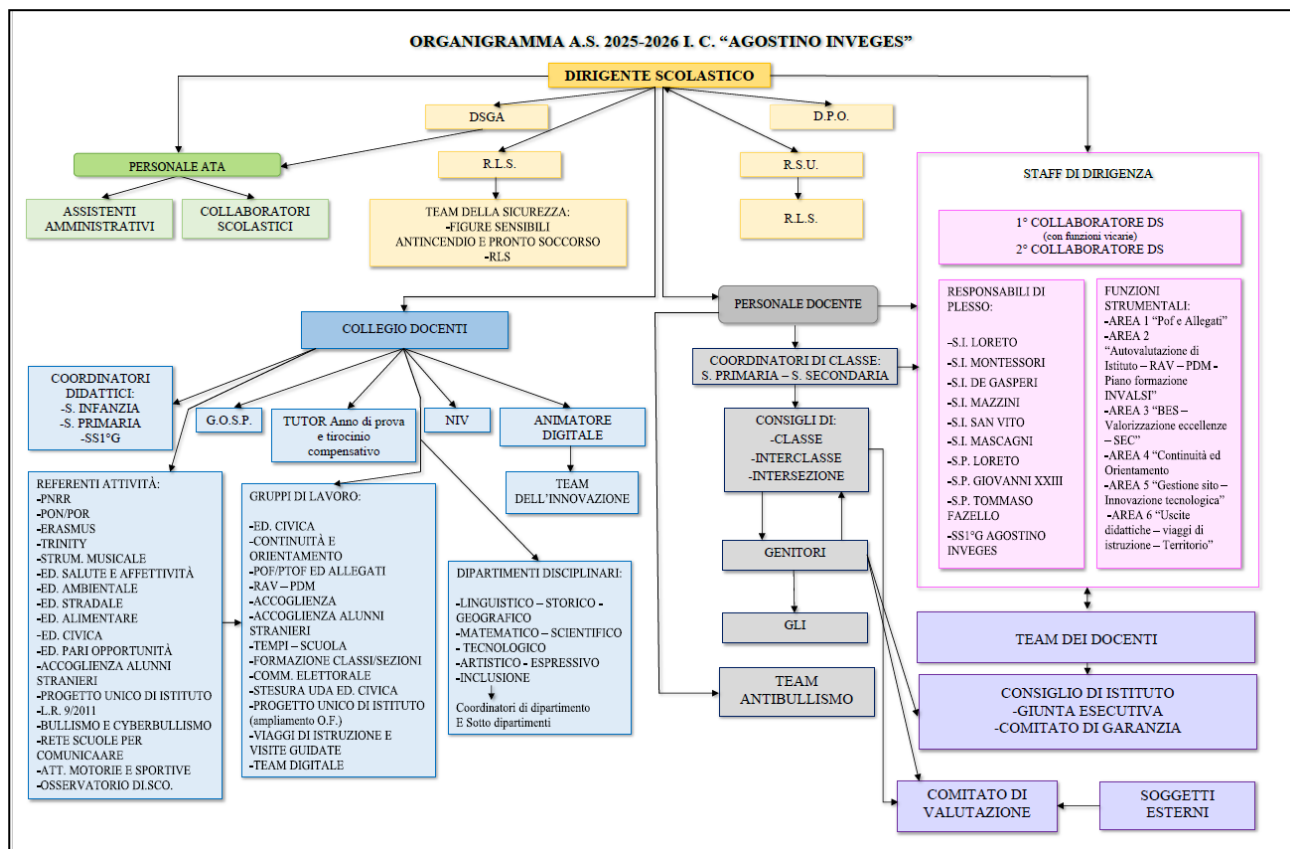 ORGANIGRAMMA A.S. 2025-2026 I. C. “AGOSTINO INVEGES”
DIRIGENTE SCOLASTICO
DSGA
D.P.O.
PERSONALE ATA
R.L.S.
R.S.U.
STAFF DI DIRIGENZA
ASSISTENTI
AMMINISTRATIVI
COLLABORATORI
SCOLASTICI
TEAM DELLA SICUREZZA:
-FIGURE SENSIBILI
ANTINCENDIO E PRONTO SOCCORSO
-RLS
R.L.S.
1° COLLABORATORE DS
(con funzioni vicarie)
2° COLLABORATORE DS
RESPONSABILI DI
PLESSO:
-S.I. LORETO
-S.I. MONTESSORI
-S.I. DE GASPERI
-S.I. MAZZINI
-S.I. SAN VITO
-S.I. MASCAGNI
-S.P. LORETO
-S.P. GIOVANNI XXIII
-S.P. TOMMASO
FAZELLO
-SS1°G AGOSTINO
INVEGES
FUNZIONI
STRUMENTALI:
-AREA 1 “Pof e Allegati”
-AREA 2
“Autovalutazione di
Istituto – RAV – PDM -
Piano formazione
INVALSI”
-AREA 3 “BES –
Valorizzazione eccellenze
– SEC”
-AREA 4 “Continuità ed
Orientamento
-AREA 5 “Gestione sito –
Innovazione tecnologica”
-AREA 6 “Uscite
didattiche – viaggi di
istruzione – Territorio”
PERSONALE DOCENTE
COLLEGIO DOCENTI
COORDINATORI DI CLASSE:
S. PRIMARIA – S. SECONDARIA
COORDINATORI
DIDATTICI:
-S. INFANZIA
-S. PRIMARIA
-SS1°G
G.O.S.P.
TUTOR Anno di prova
e tirocinio
compensativo
NIV
ANIMATORE
DIGITALE
CONSIGLI DI:
-CLASSE
-INTERCLASSE
-INTERSEZIONE
TEAM
DELL’INNOVAZIONE
REFERENTI ATTIVITÀ:
-PNRR
-PON/POR
-ERASMUS
-TRINITY
-STRUM. MUSICALE
-ED. SALUTE E AFFETTIVITÀ
-ED. AMBIENTALE
-ED. STRADALE
-ED. ALIMENTARE
-ED. CIVICA
-ED. PARI OPPORTUNITÀ
-ACCOGLIENZA ALUNNI
STRANIERI
-PROGETTO UNICO DI ISTITUTO
-L.R. 9/2011
-BULLISMO E CYBERBULLISMO
-RETE SCUOLE PER
COMUNICAARE
-ATT. MOTORIE E SPORTIVE
-OSSERVATORIO DI.SCO.
GRUPPI DI LAVORO:
-ED. CIVICA
-CONTINUITÀ E
ORIENTAMENTO
-POF/PTOF ED ALLEGATI
-RAV – PDM
-ACCOGLIENZA
-ACCOGLIENZA ALUNNI
STRANIERI
-TEMPI – SCUOLA
-FORMAZIONE CLASSI/SEZIONI
-COMM. ELETTORALE
-STESURA UDA ED. CIVICA
-PROGETTO UNICO DI ISTITUTO
(ampliamento O.F.)
-VIAGGI DI ISTRUZIONE E
VISITE GUIDATE
-TEAM DIGITALE
DIPARTIMENTI DISCIPLINARI:
-LINGUISTICO – STORICO -
GEOGRAFICO
-MATEMATICO – SCIENTIFICO
- TECNOLOGICO
-ARTISTICO - ESPRESSIVO
-INCLUSIONE
Coordinatori di dipartimento
E Sotto dipartimenti
GENITORI
GLI
TEAM
ANTIBULLISMO
TEAM DEI DOCENTI
CONSIGLIO DI ISTITUTO
-GIUNTA ESECUTIVA
-COMITATO DI GARANZIA
COMITATO DI
VALUTAZIONE
SOGGETTI
ESTERNI